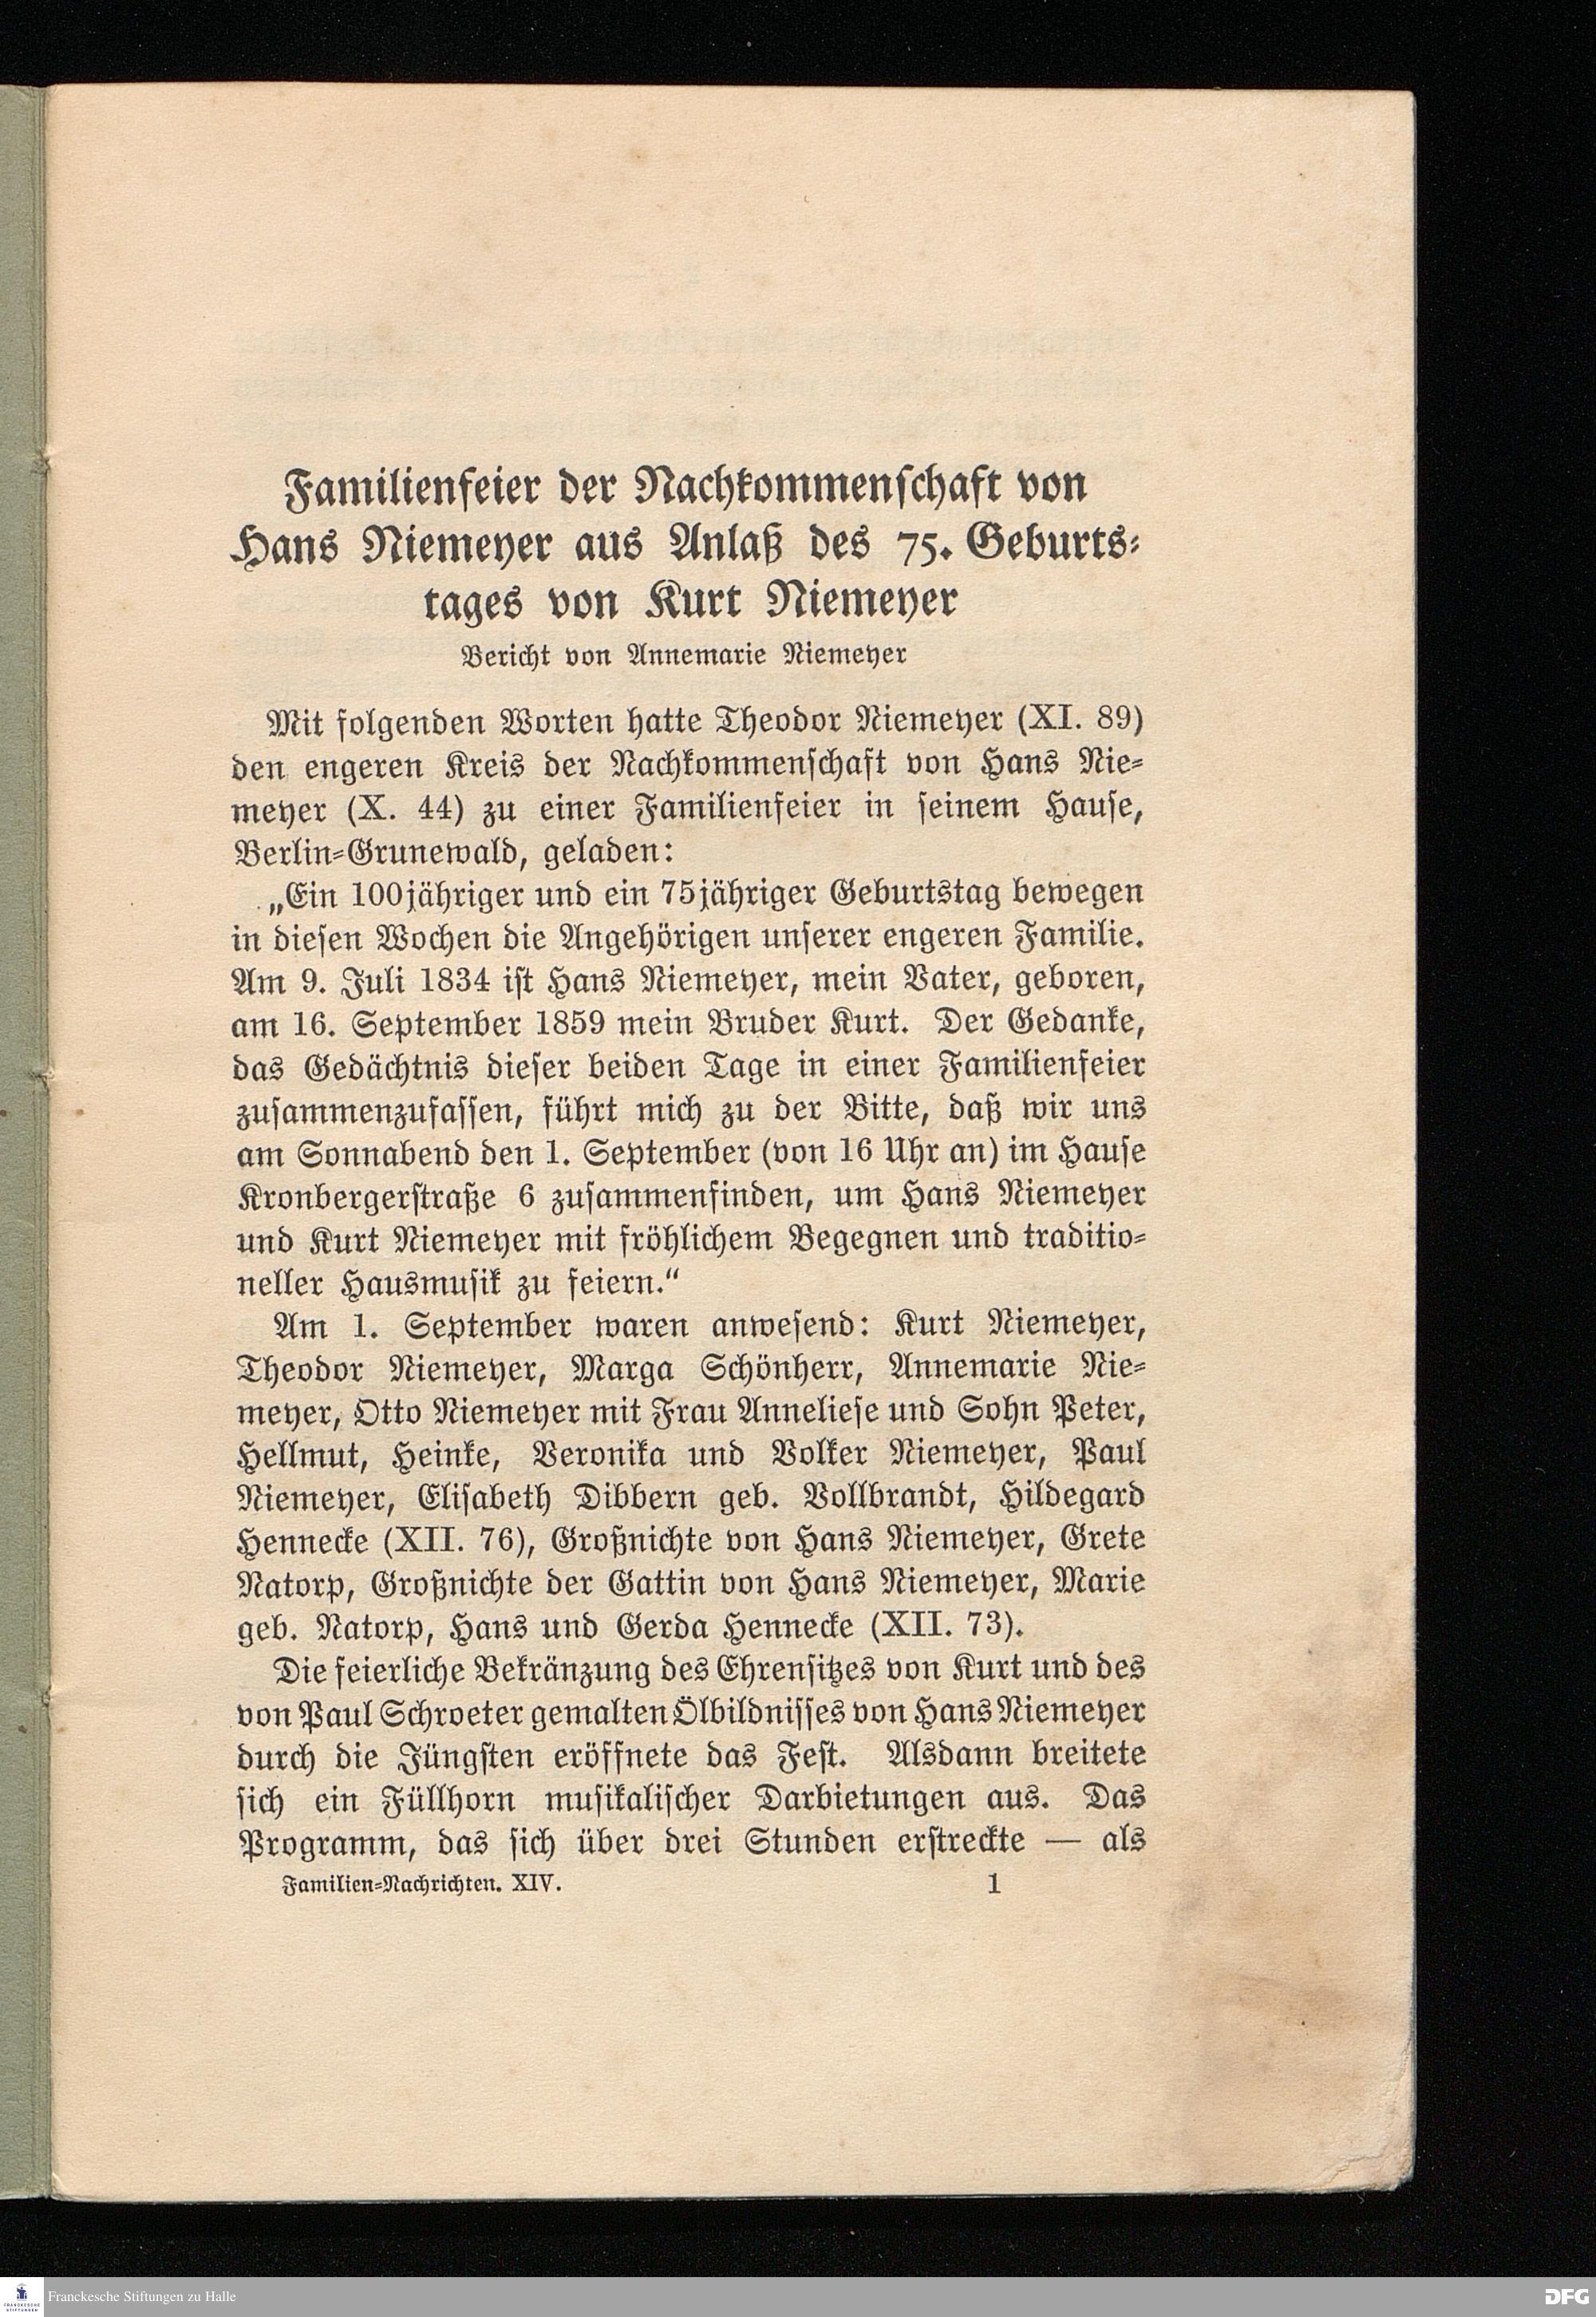 Familienfeier der Nachkommenschaft von
Hans Niemeyer aus Anlaß des 75. Geburts-
tages von Kurt Niemeyer
Bericht von Annemarie Niemeyer
Mit folgenden Worten hatte Theodor Niemeyer (XI. 89)
den engeren Kreis der Nachkommenschaft von Hans Nie-
meyer (X. 44) zu einer Familienfeier in seinem Hause,
Berlin-Grunewald, geladen:
„Ein 100jähriger und ein 75jähriger Geburtstag bewegen
in diesen Wochen die Angehörigen unserer engeren Familie.
Am 9. Juli 1834 ist Hans Niemeyer, mein Vater, geboren,
am 16. September 1859 mein Bruder Kurt. Der Gedanke,
das Gedächtnis dieser beiden Tage in einer Familienfeier
zusammenzufassen, führt mich zu der Bitte, daß wir uns
am Sonnabend den 1. September (von 16 Uhr an) im Hause
Kronbergerstraße 6 zusammenfinden, um Hans Niemeyer
und Kurt Niemeyer mit fröhlichem Begegnen und traditio-
neller Hausmusik zu feiern.“
Am 1. September waren anwesend: Kurt Niemeyer,
Theodor Niemeyer, Marga Schönherr, Annemarie Nie-
meyer, Otto Niemeyer mit Frau Anneliese und Sohn Peter,
Hellmut, Heinke, Veronika und Volker Niemeyer, Paul
Niemeyer, Elisabeth Dibbern geb. Vollbrandt, Hildegard
Hennecke (XII. 76), Großnichte von Hans Niemeyer, Grete
Natorp, Großnichte der Gattin von Hans Niemeyer, Marie
geb. Natorp, Hans und Gerda Hennecke (XII. 73).
Die feierliche Bekränzung des Ehrensitzes von Kurt und des
von Paul Schroeter gemalten Ölbildnisses von Hans Niemeyer
durch die Jüngsten eröffnete das Fest. Alsdann breitete
sich ein Füllhorn musikalischer Darbietungen aus. Das
Programm, das sich über drei Stunden erstreckte — als
Familien-Nachrichten. XIV. 1
FRANCKESCHE
STIFTUNGEN
Franckesche Stiftungen zu Halle
DFG